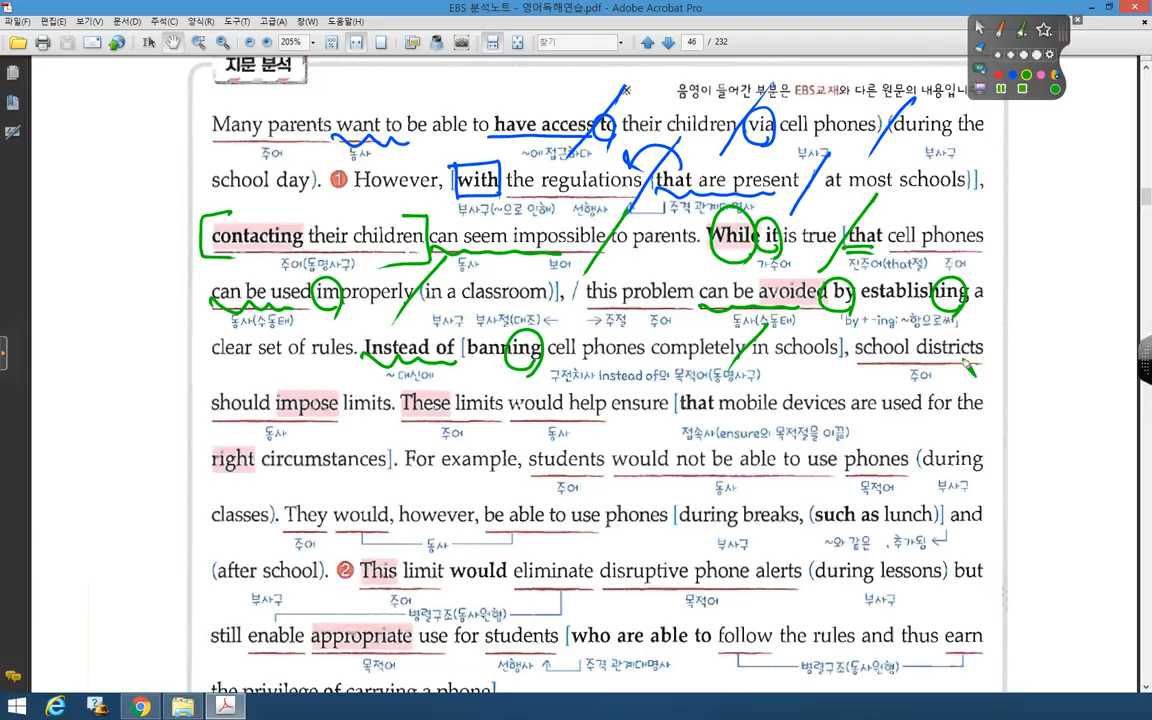 EBS 분석노트 - 영어독해연습.pdf - Adobe Acrobat Pro
파일(F) 편집(E) 보기(V) 문서(D) 주석(C) 양식(R) 도구(T) 고급(A) 창(W) 도움말(H)
205% 찾기 46 / 232
지문 분석
※ 음영이 들어간 부분은 EBS교재와 다른 원문의 내용입니다
Many parents want to be able to have access to their children (via cell phones) (during the
주어 동사 ~에 접근하다 부사구 부사구
school day). ❶ However, [with the regulations {that are present at most schools}],
부사구(~으로 인해) 선행사 주격 관계대명사
contacting their children can seem impossible to parents. While it is true [that cell phones
주어(동명사구) 동사 보어 가주어 진주어(that절) 주어
can be used improperly (in a classroom)], / this problem can be avoided by establishing a
동사(수동태) 부사구 부사절(대조) ← → 주절 주어 동사(수동태) by + -ing: ~함으로써
clear set of rules. Instead of [banning cell phones completely in schools], school districts
~ 대신에 구전치사 Instead of의 목적어(동명사구) 주어
should impose limits. These limits would help ensure [that mobile devices are used for the
동사 주어 동사 접속사(ensure의 목적절을 이끎)
right circumstances]. For example, students would not be able to use phones (during
주어 동사 목적어 부사구
classes). They would, however, be able to use phones [during breaks, (such as lunch)] and
주어 동사 부사구 ~와 같은 , 추가됨
(after school). ❷ This limit would eliminate disruptive phone alerts (during lessons) but
부사구 주어 병렬구조(동사원형) 목적어 부사구
still enable appropriate use for students [who are able to follow the rules and thus earn
목적어 선행사 주격 관계대명사 병렬구조(동사원형)
the privilege of carrying a phone].